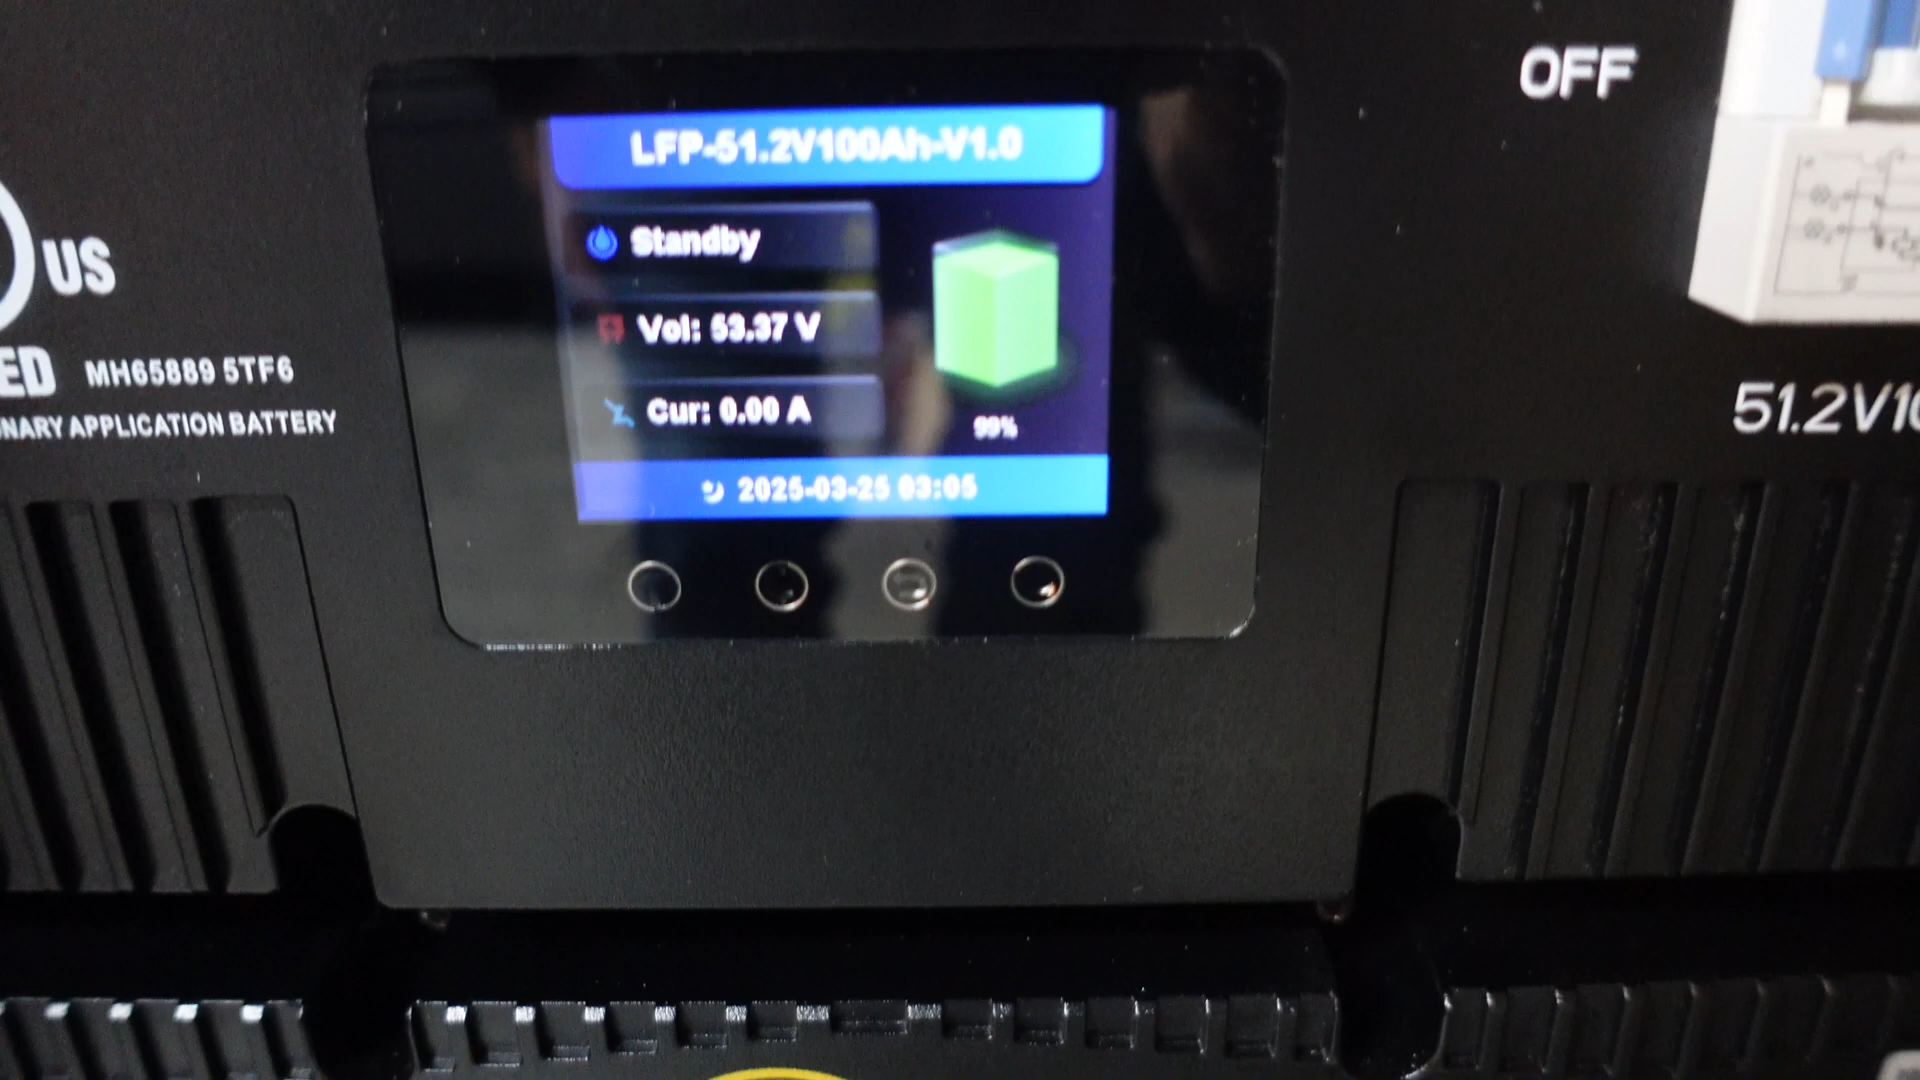 OFF
LFP-51.2V100Ah-V1.0
Standby
US
Vol: 53.37 V
ED MH65889 5TF6
Cur: 0.00 A
51.2V10
NARY APPLICATION BATTERY
99%
2025-03-25 03:05